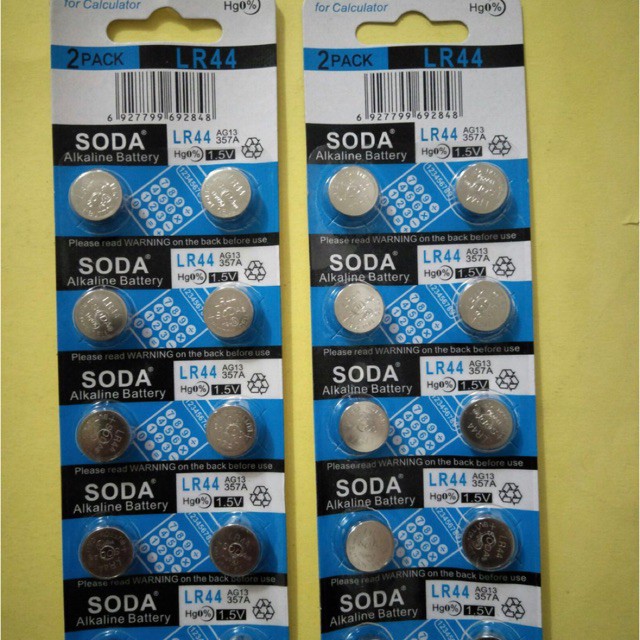 for Calculator Hg0%
2 PACK LR44
6 927799 692848
SODA® LR44 AG13 357A
Alkaline Battery Hg0% 1.5V
Please read WARNING on the back before use
SODA® LR44 AG13 357A
Alkaline Battery Hg0% 1.5V
Please read WARNING on the back before use
SODA® LR44 AG13 357A
Alkaline Battery Hg0% 1.5V
Please read WARNING on the back before use
SODA® LR44 AG13 357A
Alkaline Battery Hg0% 1.5V
Please read WARNING on the back before use
SODA® LR44 AG13 357A
Alkaline Battery Hg0% 1.5V
for Calculator Hg0%
2 PACK LR44
6 927799 692848
SODA® LR44 AG13 357A
Alkaline Battery Hg0% 1.5V
Please read WARNING on the back before use
SODA® LR44 AG13 357A
Alkaline Battery Hg0% 1.5V
Please read WARNING on the back before use
SODA® LR44 AG13 357A
Alkaline Battery Hg0% 1.5V
Please read WARNING on the back before use
SODA® LR44 AG13 357A
Alkaline Battery Hg0% 1.5V
Please read WARNING on the back before use
SODA® LR44 AG13 357A
Alkaline Battery Hg0% 1.5V